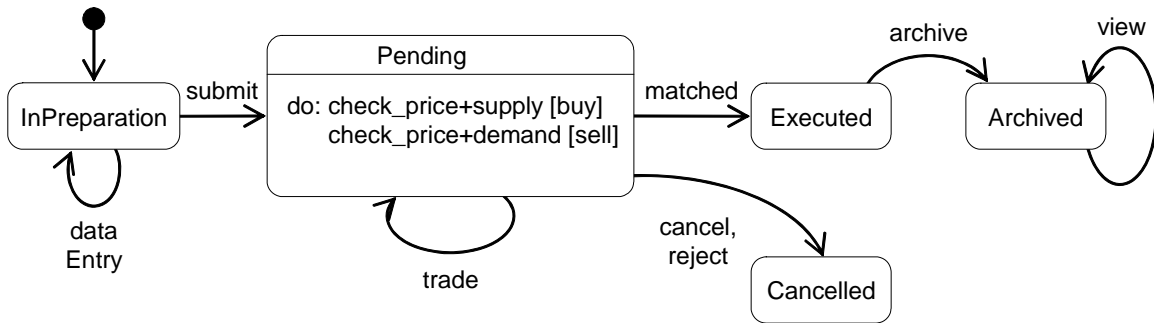 InPreparation
data
Entry
submit
Pending
do: check_price+supply [buy]
check_price+demand [sell]
trade
matched
cancel,
reject
Executed
Cancelled
archive
Archived
view